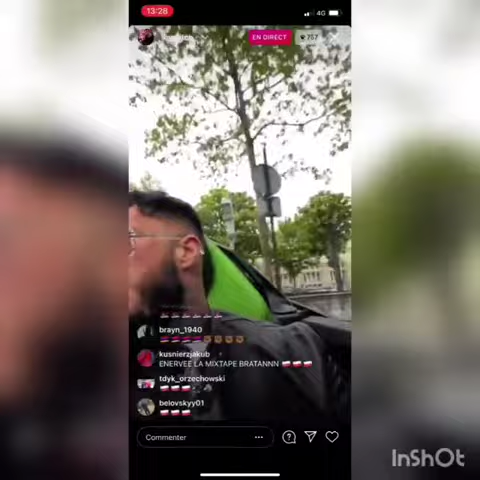 13:28
4G
EN DIRECT
757
brayn_1940
kusnierzjakub
ENERVEE LA MIXTAPE BRATANNN
tdyk_orzechowski
belovskyy01
Commenter
InShOt